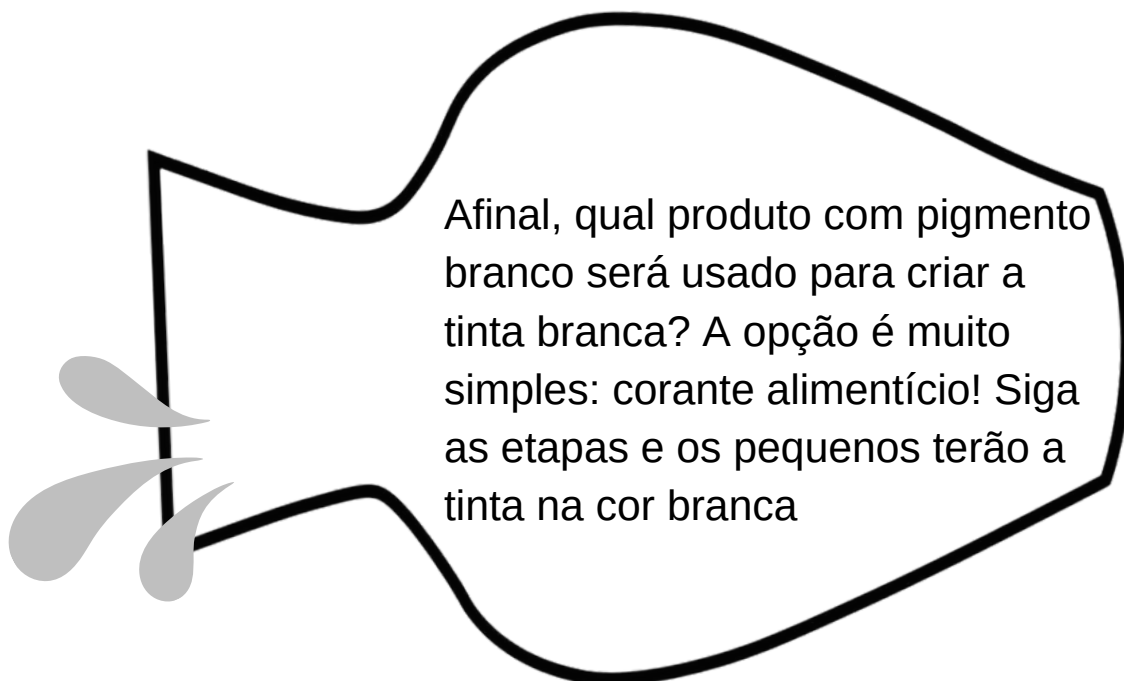 Afinal, qual produto com pigmento
branco será usado para criar a
tinta branca? A opção é muito
simples: corante alimentício! Siga
as etapas e os pequenos terão a
tinta na cor branca